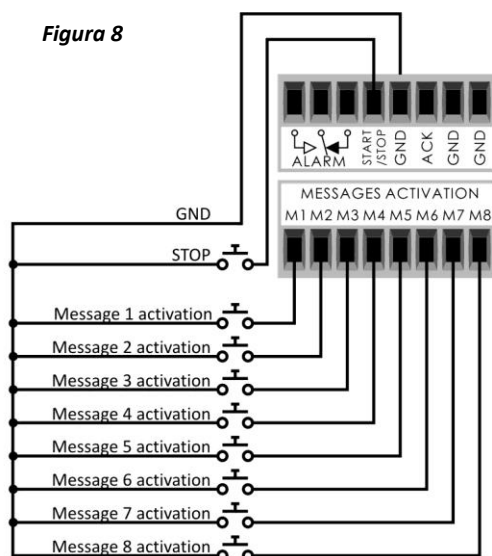 Figura 8
ALARM
START
/STOP
GND
ACK
GND
GND
MESSAGES ACTIVATION
M1 M2 M3 M4 M5 M6 M7 M8
GND
STOP
Message 1 activation
Message 2 activation
Message 3 activation
Message 4 activation
Message 5 activation
Message 6 activation
Message 7 activation
Message 8 activation